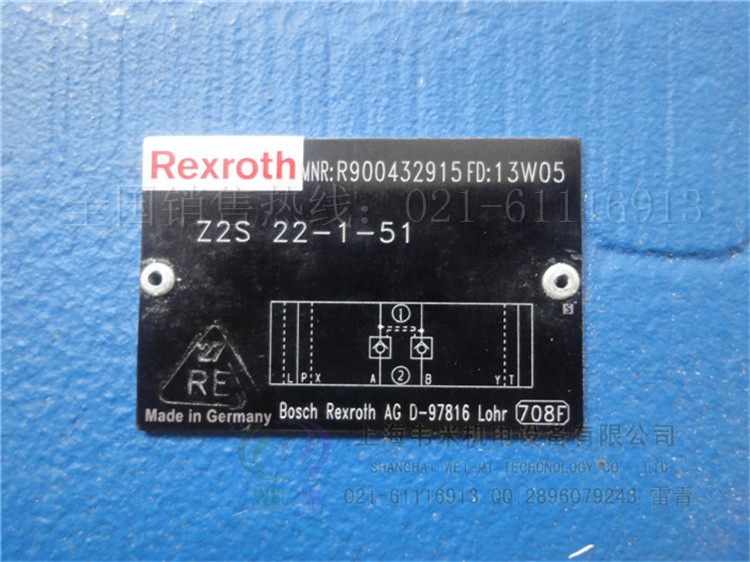 Rexroth MNR:R900432915 FD:13W05
全国销售热线：021-61116913
Z2S 22-1-51
S
1
L P X A 2 B Y T
RE
Made in Germany Bosch Rexroth AG D-97816 Lohr 708F
上海韦米机电设备有限公司
SHANGHAI WEI-MI TECHONOLOGY CO. LTD
021-61116913 QQ 2896079243 雷青